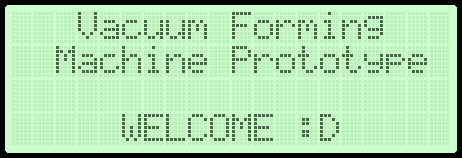 Vacuum Forming
Machine Prototype
WELCOME :D